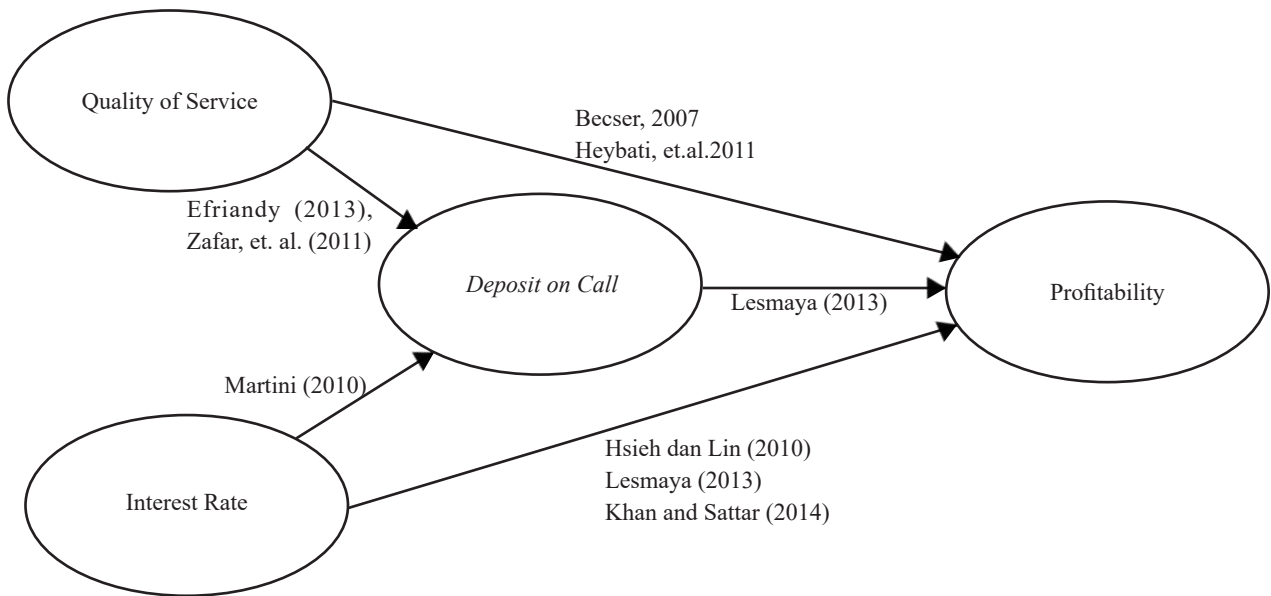 Quality of Service
Becser, 2007
Heybati, et.al.2011
Efriandy (2013),
Zafar, et. al. (2011)
Deposit on Call
Profitability
Lesmaya (2013)
Martini (2010)
Hsieh dan Lin (2010)
Lesmaya (2013)
Khan and Sattar (2014)
Interest Rate